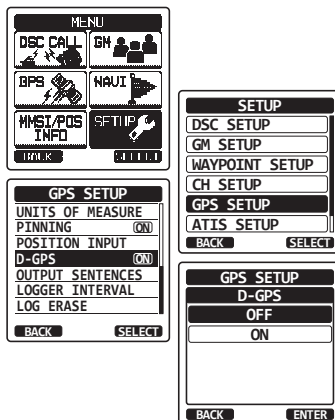 MENU
DSC CALL
GM
GPS
NAVI
MMSI/POS INFO
SETUP
BACK
SELECT
SETUP
DSC SETUP
GM SETUP
WAYPOINT SETUP
CH SETUP
GPS SETUP
ATIS SETUP
BACK
SELECT
GPS SETUP
UNITS OF MEASURE
PINNING ON
POSITION INPUT
D-GPS ON
OUTPUT SENTENCES
LOGGER INTERVAL
LOG ERASE
BACK
SELECT
GPS SETUP
D-GPS
OFF
ON
BACK
ENTER